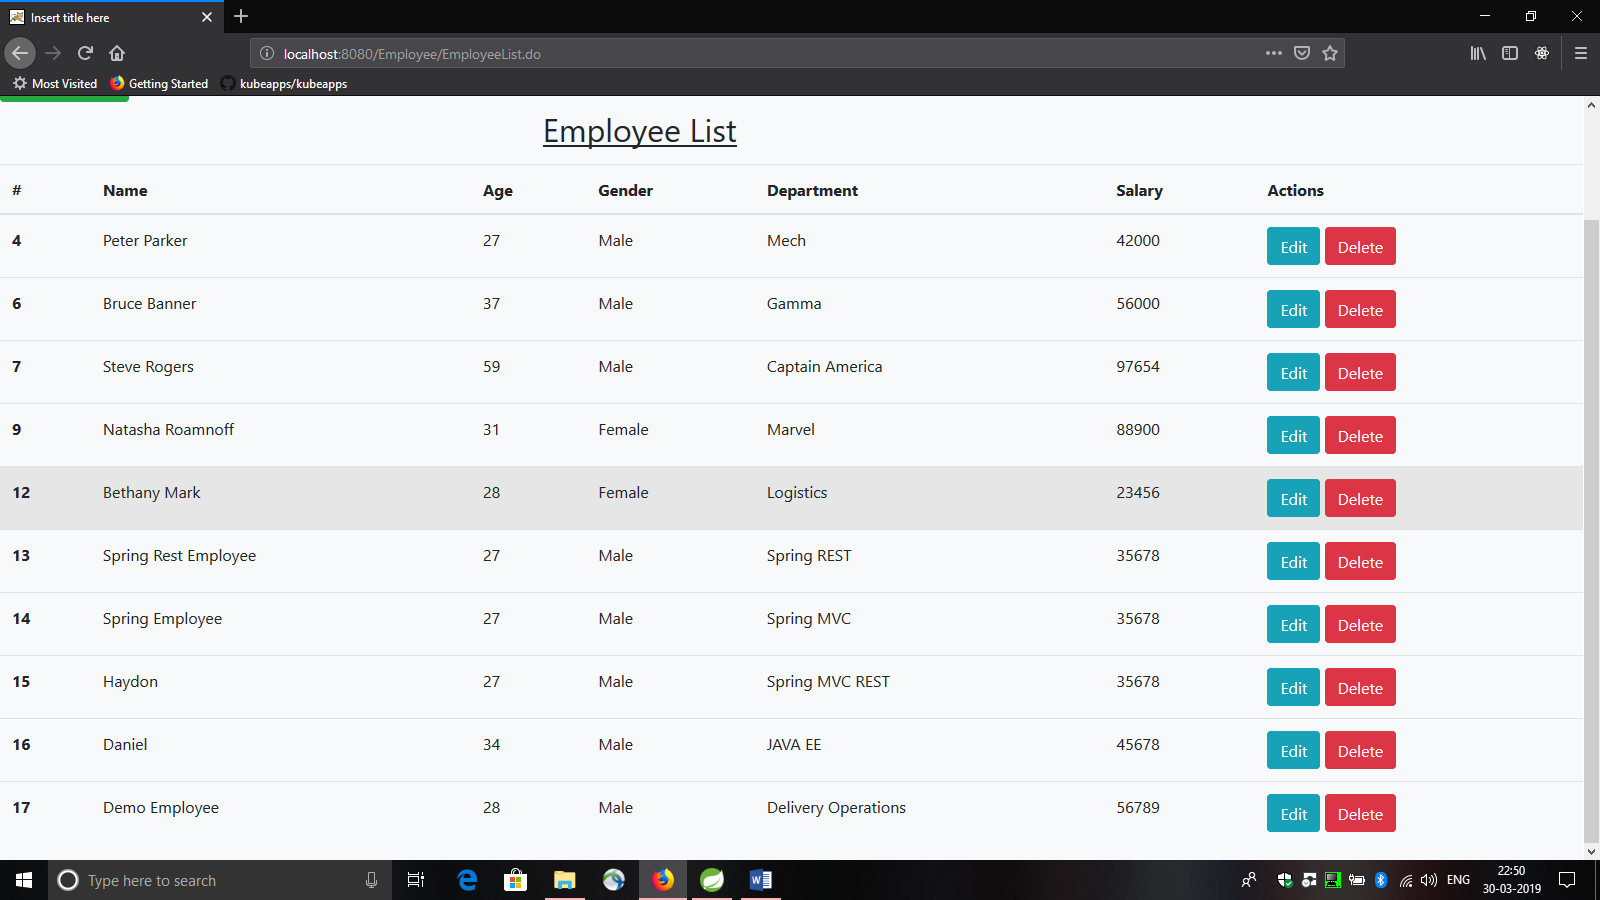 Insert title here
localhost:8080/Employee/EmployeeList.do
Most Visited Getting Started kubeapps/kubeapps
Employee List
# Name Age Gender Department Salary Actions
4 Peter Parker 27 Male Mech 42000 Edit Delete
6 Bruce Banner 37 Male Gamma 56000 Edit Delete
7 Steve Rogers 59 Male Captain America 97654 Edit Delete
9 Natasha Roamnoff 31 Female Marvel 88900 Edit Delete
12 Bethany Mark 28 Female Logistics 23456 Edit Delete
13 Spring Rest Employee 27 Male Spring REST 35678 Edit Delete
14 Spring Employee 27 Male Spring MVC 35678 Edit Delete
15 Haydon 27 Male Spring MVC REST 35678 Edit Delete
16 Daniel 34 Male JAVA EE 45678 Edit Delete
17 Demo Employee 28 Male Delivery Operations 56789 Edit Delete
Type here to search ENG 22:50
30-03-2019